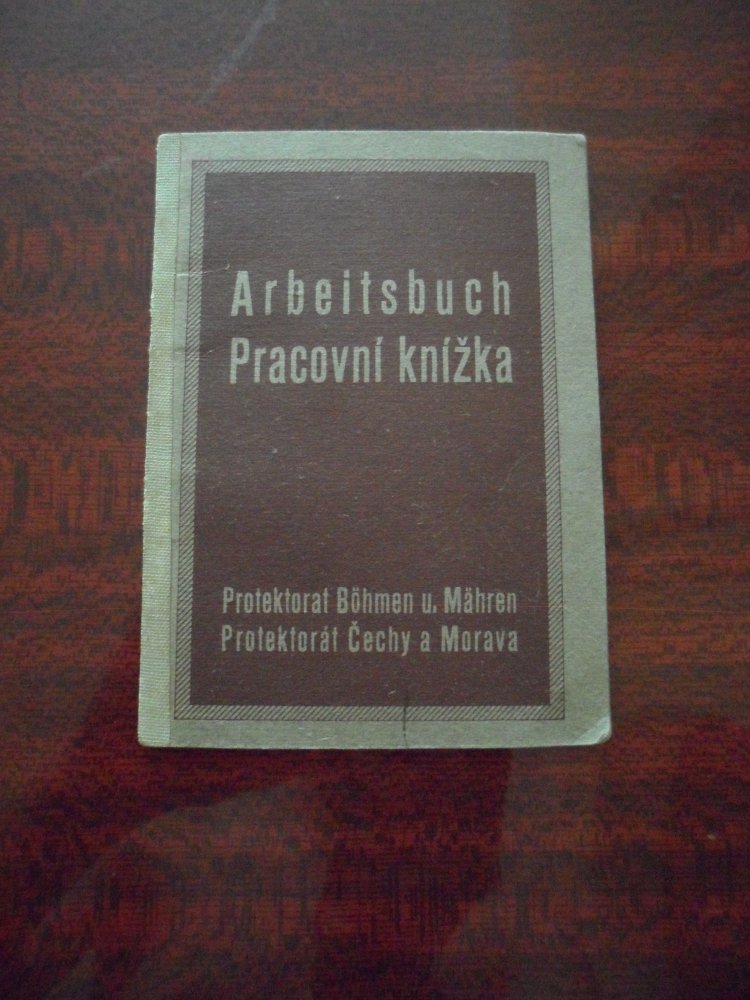 Arbeitsbuch
Pracovní knížka
Protektorat Böhmen u. Mähren
Protektorát Čechy a Morava